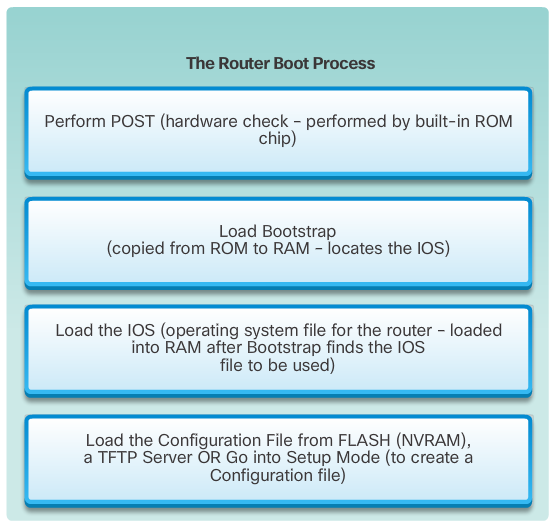 The Router Boot Process
Perform POST (hardware check – performed by built-in ROM
chip)
Load Bootstrap
(copied from ROM to RAM – locates the IOS)
Load the IOS (operating system file for the router – loaded
into RAM after Bootstrap finds the IOS
file to be used)
Load the Configuration File from FLASH (NVRAM),
a TFTP Server OR Go into Setup Mode (to create a
Configuration file)